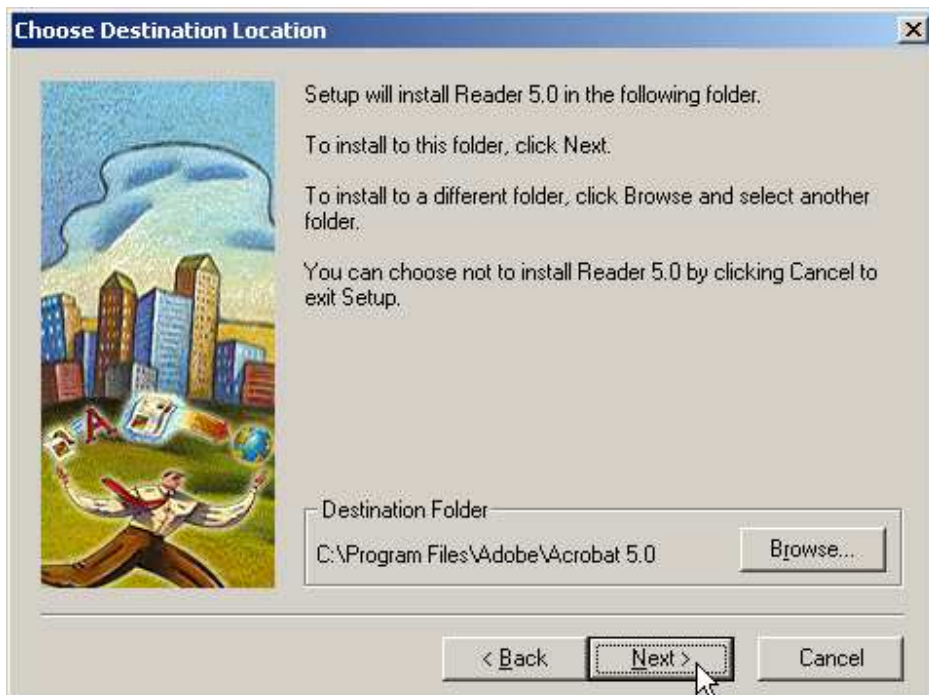 Choose Destination Location
Setup will install Reader 5.0 in the following folder.
To install to this folder, click Next.
To install to a different folder, click Browse and select another
folder.
You can choose not to install Reader 5.0 by clicking Cancel to
exit Setup.
A
Destination Folder
C:\Program Files\Adobe\Acrobat 5.0
Browse...
< Back
Next >
Cancel